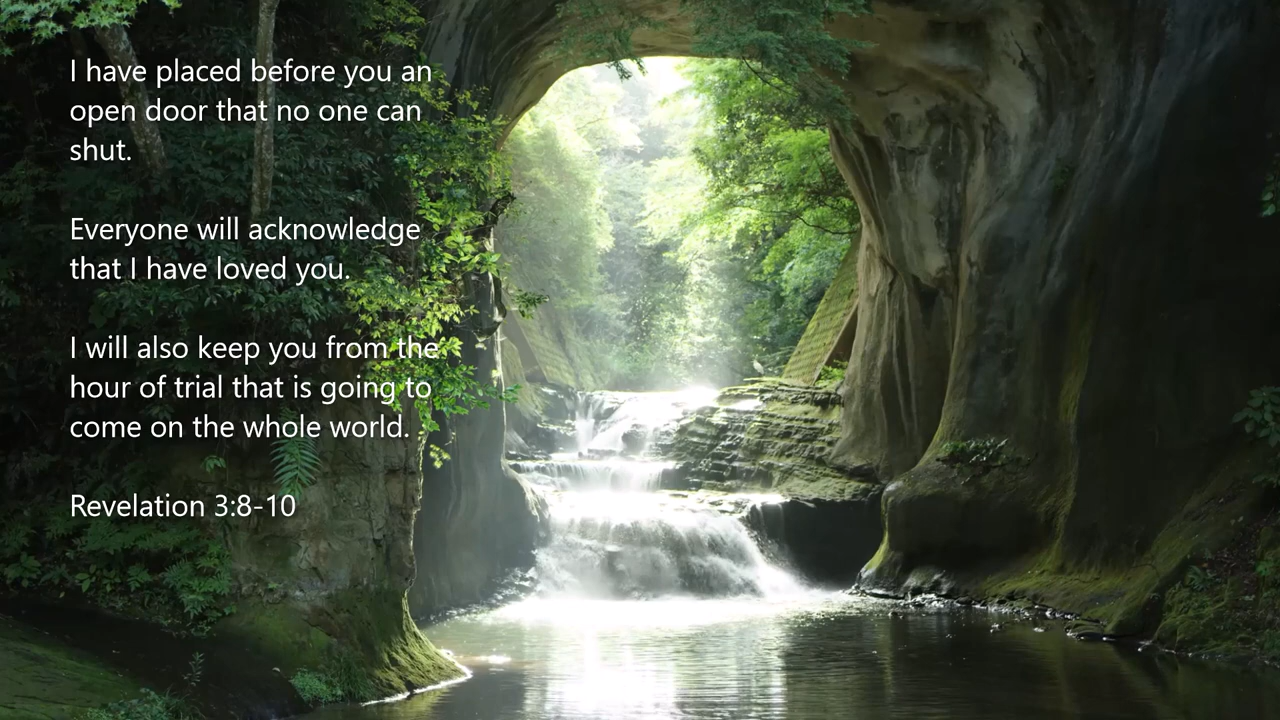 I have placed before you an
open door that no one can
shut.
Everyone will acknowledge
that I have loved you.
I will also keep you from the
hour of trial that is going to
come on the whole world.
Revelation 3:8-10